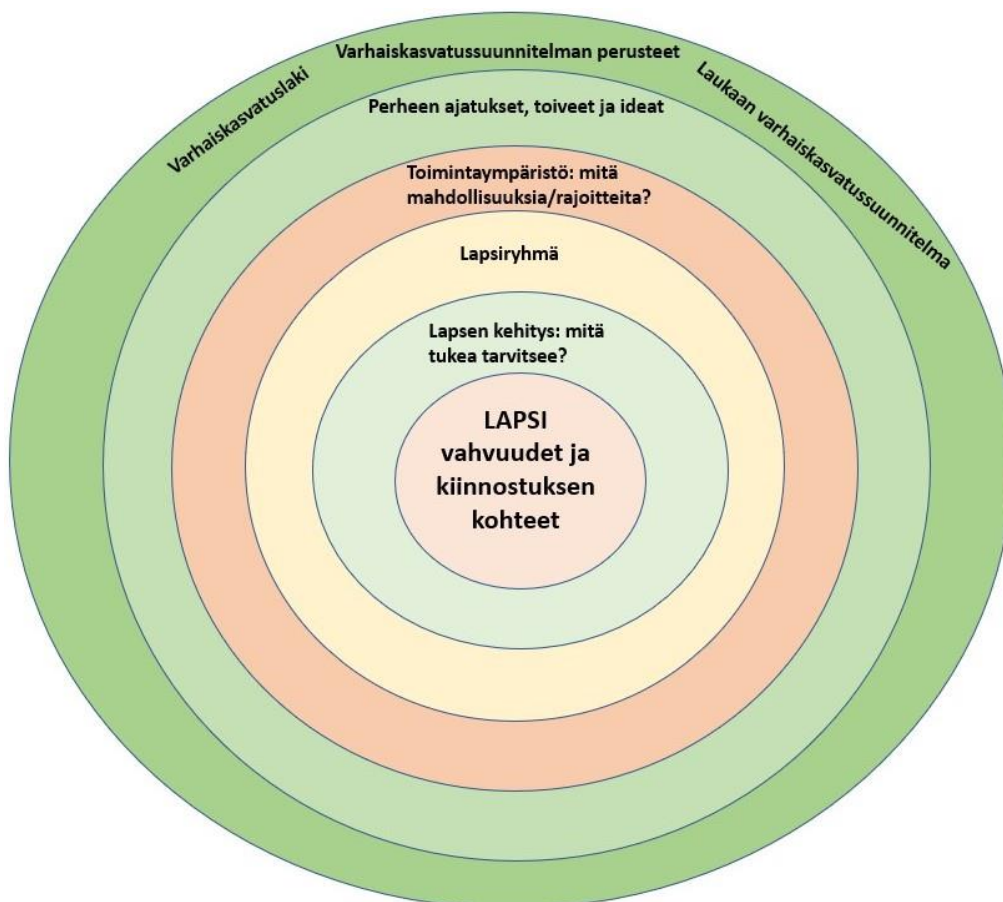 Varhaiskasvatuslaki
Varhaiskasvatussuunnitelman perusteet
Laukaan varhaiskasvatussuunnitelma
Perheen ajatukset, toiveet ja ideat
Toimintaympäristö: mitä
mahdollisuuksia/rajoitteita?
Lapsiryhmä
Lapsen kehitys: mitä
tukea tarvitsee?
LAPSI
vahvuudet ja
kiinnostuksen
kohteet